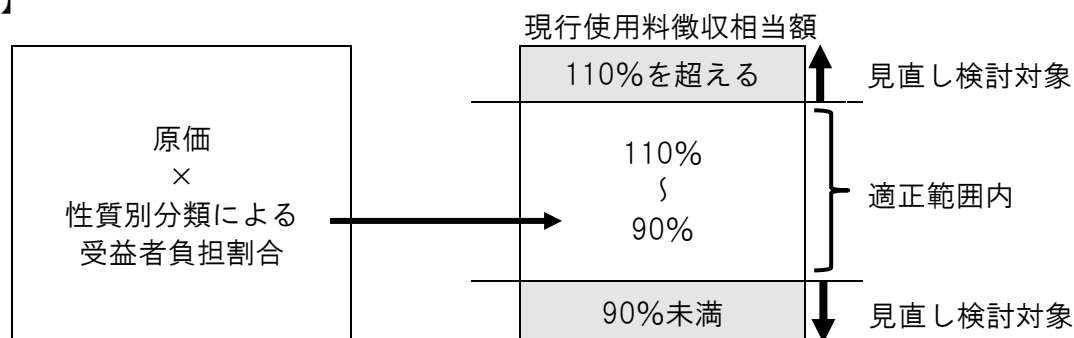 】
現行使用料徴収相当額
110%を超える
見直し検討対象
原価
×
性質別分類による
受益者負担割合
110%
〜
90%
適正範囲内
90%未満
見直し検討対象